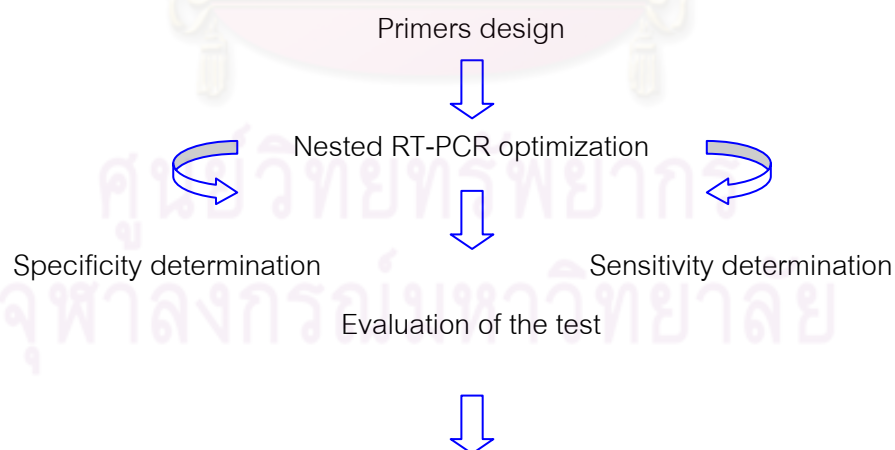 Primers design
Nested RT-PCR optimization
ศูนย์วิทยทรัพยากร
Specificity determination
Sensitivity determination
จุฬาลงกรณ์มหาวิทยาลัย
Evaluation of the test